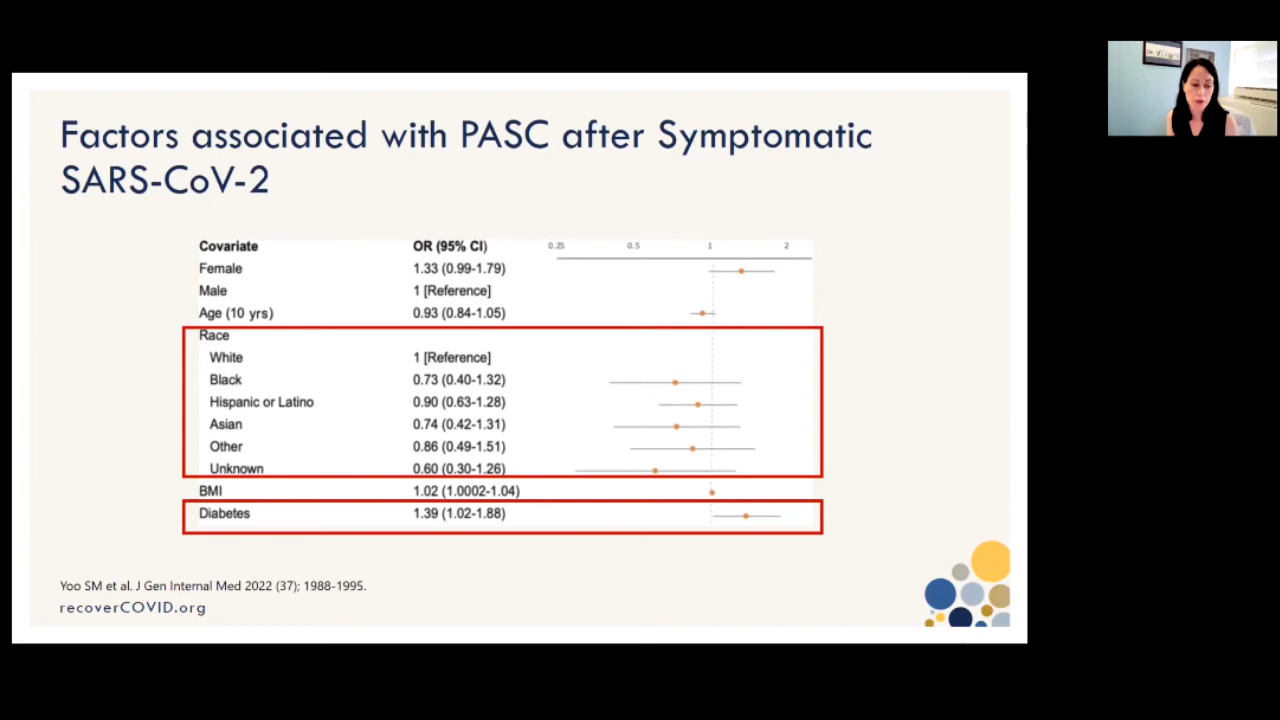 Factors associated with PASC after Symptomatic
SARS-CoV-2
Covariate OR (95% CI) 0.25 0.5 1 2
Female 1.33 (0.99-1.79)
Male 1 [Reference]
Age (10 yrs) 0.93 (0.84-1.05)
Race
White 1 [Reference]
Black 0.73 (0.40-1.32)
Hispanic or Latino 0.90 (0.63-1.28)
Asian 0.74 (0.42-1.31)
Other 0.86 (0.49-1.51)
Unknown 0.60 (0.30-1.26)
BMI 1.02 (1.0002-1.04)
Diabetes 1.39 (1.02-1.88)
Yoo SM et al. J Gen Internal Med 2022 (37); 1988-1995.
recoverCOVID.org